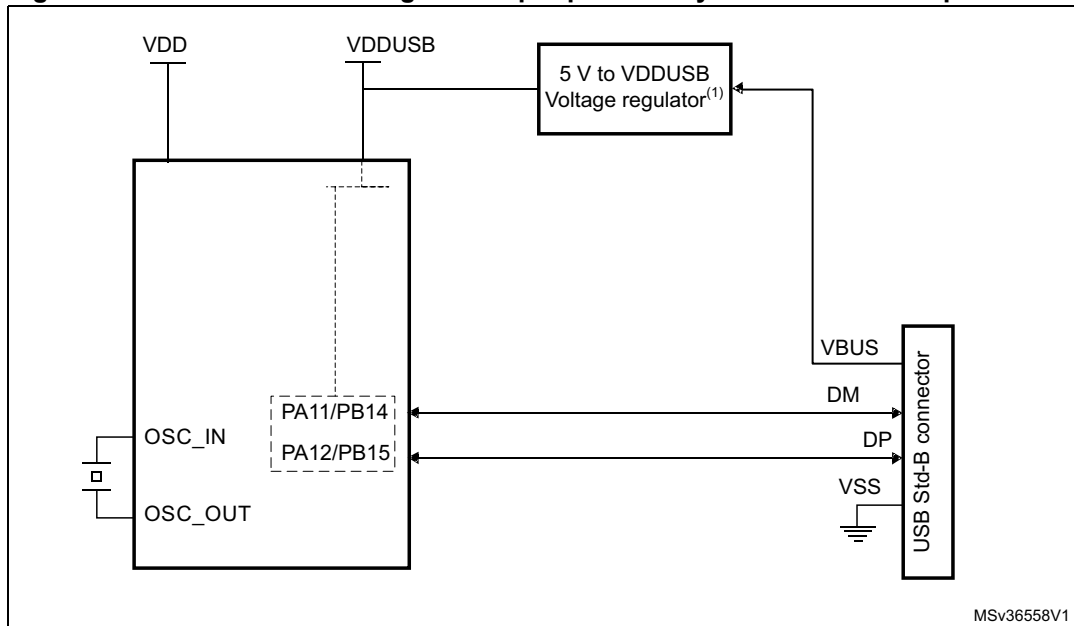 VDD
VDDUSB
5 V to VDDUSB
Voltage regulator(1)
VBUS
DM
PA11/PB14
OSC_IN
DP
PA12/PB15
VSS
OSC_OUT
USB Std-B connector
MSv36558V1